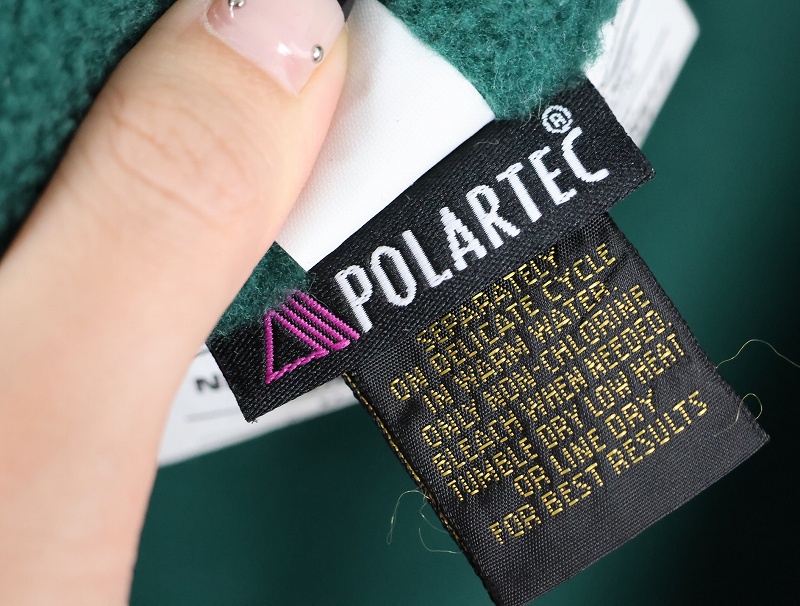 POLARTEC®
SEPARATELY
ON DELICATE CYCLE
IN WARM WATER.
ONLY NON CHLORINE
BLEACH WHEN NEEDED.
TUMBLE DRY LOW HEAT
OR LINE DRY
FOR BEST RESULTS
N